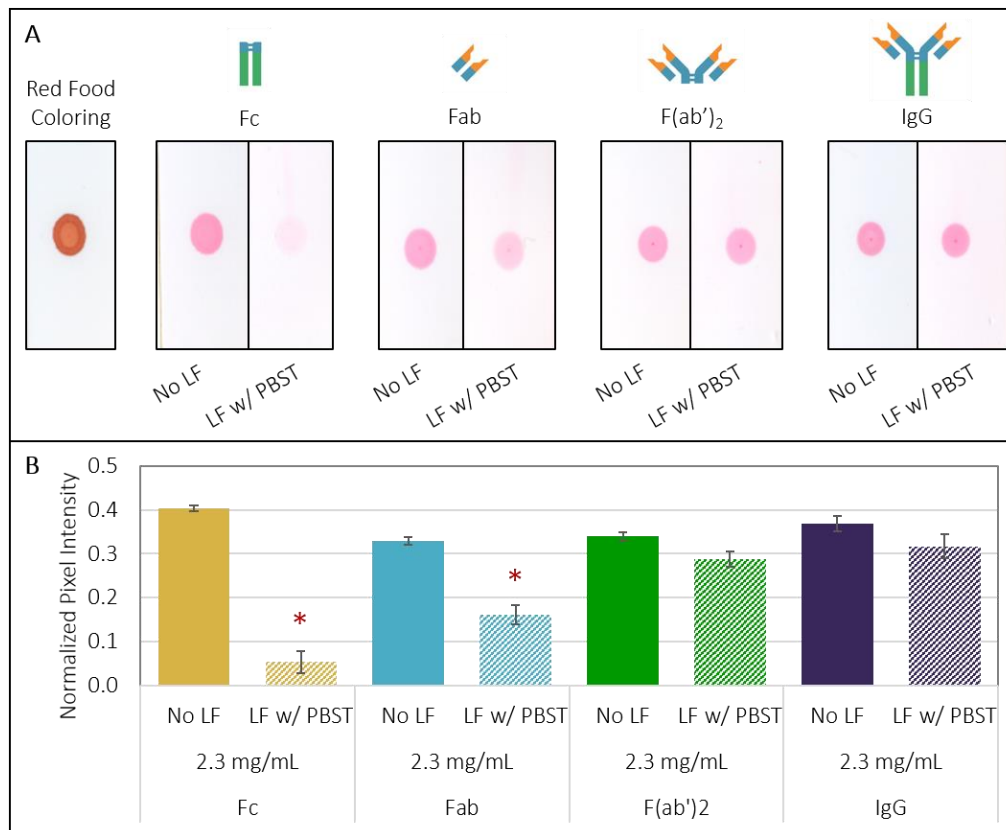 A
Red Food
Coloring
Fc
Fab
F(ab’)2
IgG
No LF
LF w/ PBST
No LF
LF w/ PBST
No LF
LF w/ PBST
No LF
LF w/ PBST
B
Normalized Pixel Intensity
0.5
0.4
0.3
0.2
0.1
0.0
*
*
No LF LF w/ PBST No LF LF w/ PBST No LF LF w/ PBST No LF LF w/ PBST
2.3 mg/mL 2.3 mg/mL 2.3 mg/mL 2.3 mg/mL
Fc Fab F(ab')2 IgG